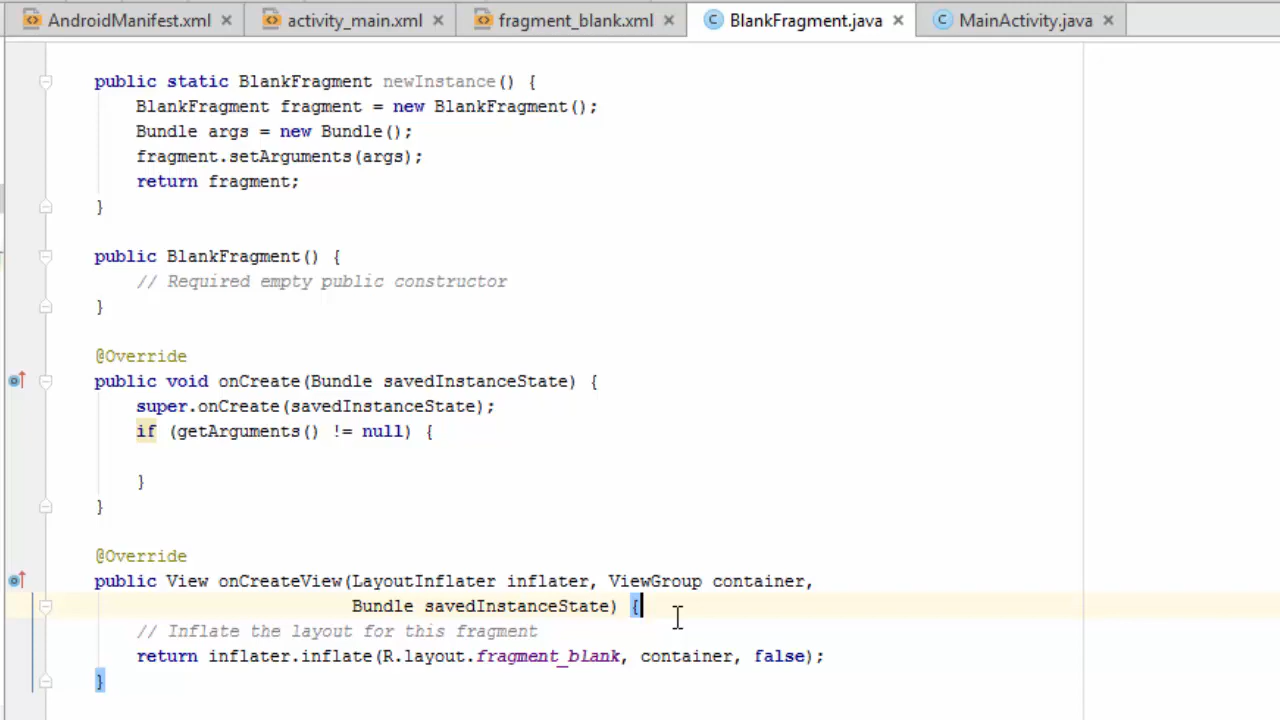 AndroidManifest.xml activity_main.xml fragment_blank.xml BlankFragment.java MainActivity.java
public static BlankFragment newInstance() {
BlankFragment fragment = new BlankFragment();
Bundle args = new Bundle();
fragment.setArguments(args);
return fragment;
}
public BlankFragment() {
// Required empty public constructor
}
@Override
public void onCreate(Bundle savedInstanceState) {
super.onCreate(savedInstanceState);
if (getArguments() != null) {
}
}
@Override
public View onCreateView(LayoutInflater inflater, ViewGroup container,
Bundle savedInstanceState) {
// Inflate the layout for this fragment
return inflater.inflate(R.layout.fragment_blank, container, false);
}